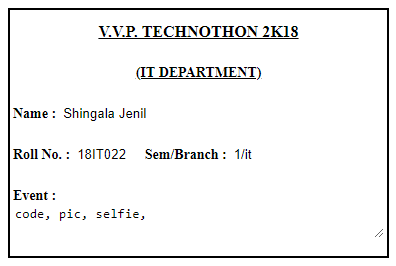 V.V.P. TECHNOTHON 2K18
(IT DEPARTMENT)
Name : Shingala Jenil
Roll No. : 18IT022 Sem/Branch : 1/it
Event :
code, pic, selfie,